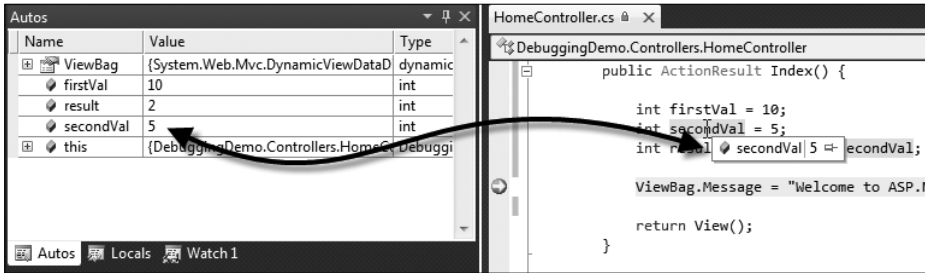 Autos
Name Value Type
ViewBag {System.Web.Mvc.DynamicViewDataD dynamic
firstVal 10 int
result 2 int
secondVal 5 int
this {DebuggingDemo.Controllers.HomeC Debuggi
Autos Locals Watch 1
HomeController.cs
DebuggingDemo.Controllers.HomeController
public ActionResult Index() {
int firstVal = 10;
int secondVal = 5;
int resul secondVal 5 econdVal;
ViewBag.Message = "Welcome to ASP.
return View();
}